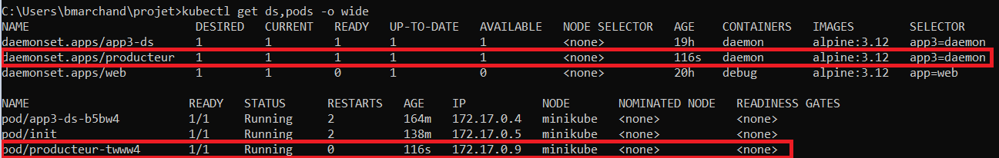 C:\Users\bmarchand\projet>kubectl get ds,pods -o wide
NAME DESIRED CURRENT READY UP-TO-DATE AVAILABLE NODE SELECTOR AGE CONTAINERS IMAGES SELECTOR
daemonset.apps/app3-ds 1 1 1 1 1 <none> 19h daemon alpine:3.12 app3=daemon
daemonset.apps/producteur 1 1 1 1 1 <none> 116s daemon alpine:3.12 app3=daemon
daemonset.apps/web 1 1 0 1 0 <none> 20h debug alpine:3.12 app=web
NAME READY STATUS RESTARTS AGE IP NODE NOMINATED NODE READINESS GATES
pod/app3-ds-b5bw4 1/1 Running 2 164m 172.17.0.4 minikube <none> <none>
pod/init 1/1 Running 2 138m 172.17.0.5 minikube <none> <none>
pod/producteur-twww4 1/1 Running 0 116s 172.17.0.9 minikube <none> <none>